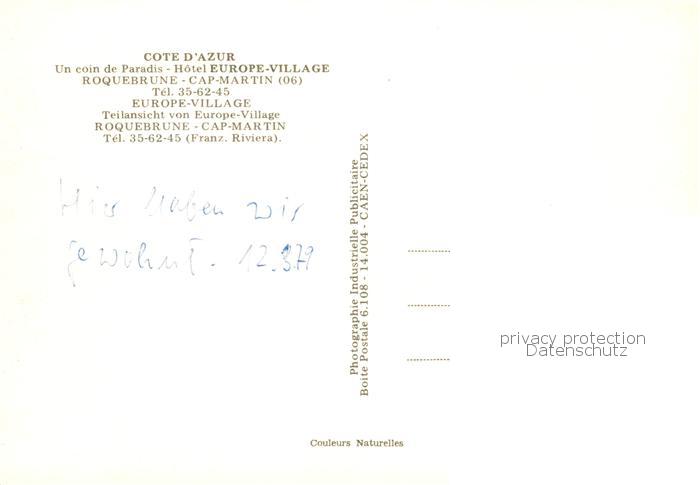 COTE D'AZUR
Un coin de Paradis - Hôtel EUROPE-VILLAGE
ROQUEBRUNE - CAP-MARTIN (06)
Tél. 35-62-45
EUROPE-VILLAGE
Teilansicht von Europe-Village
ROQUEBRUNE - CAP-MARTIN
Tél. 35-62-45 (Franz. Riviera).
Hier haben wir
gewohnt. 12.3.79
Photographie Industrielle Publicitaire
Boite Postale 6.108 - 14.004 - CAEN-CEDEX
privacy protection
Datenschutz
Couleurs Naturelles